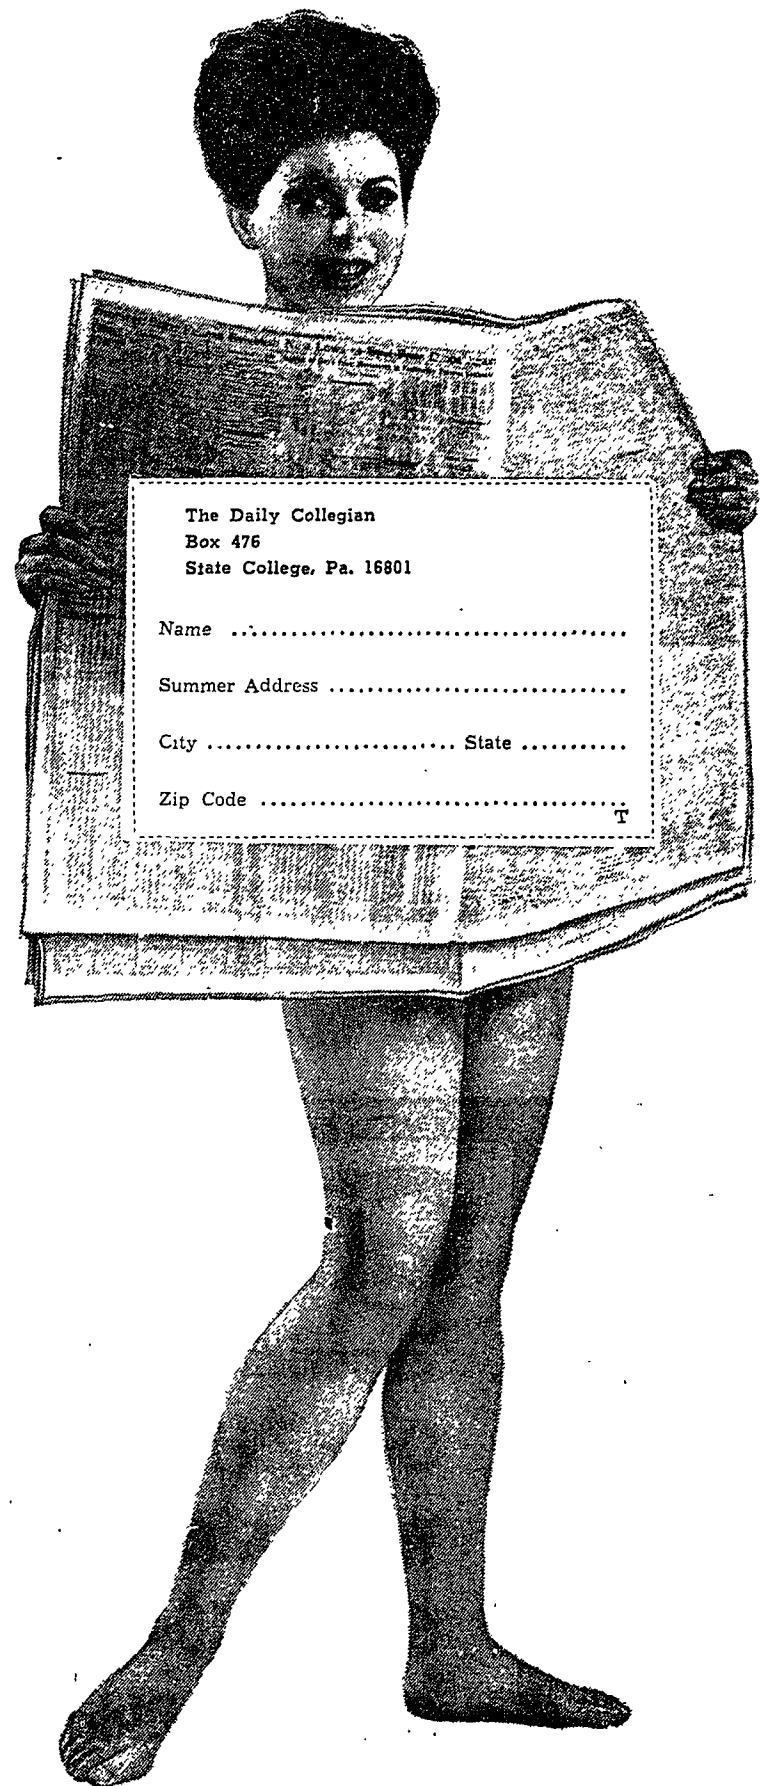 The Daily Collegian
Box 476
State College, Pa. 16801
Name ............................................
Summer Address ...................................
City ............................ State ............
Zip Code ........................................
T